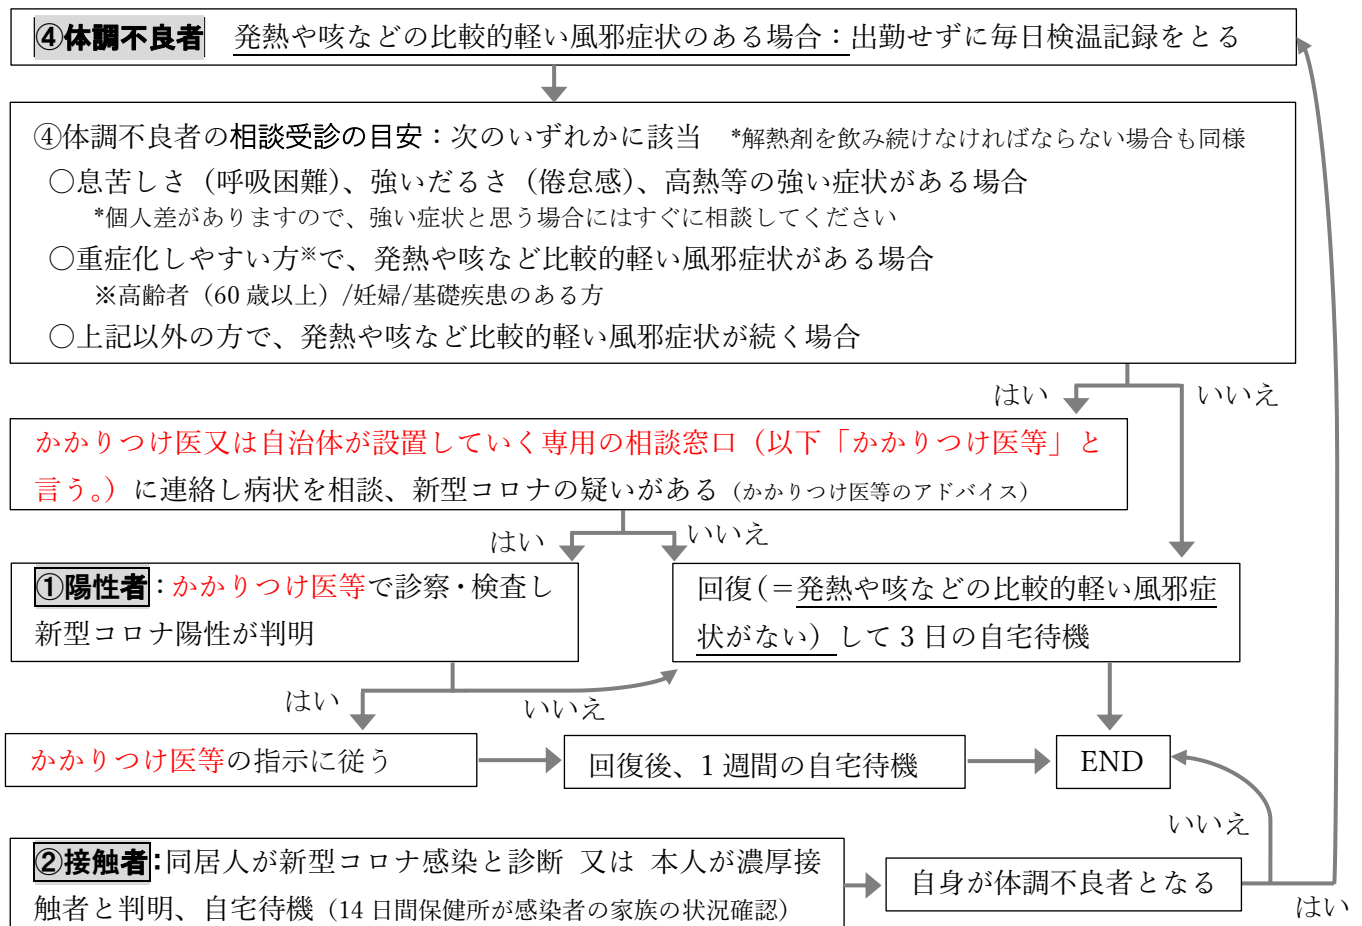 ④体調不良者 発熱や咳などの比較的軽い風邪症状のある場合：出勤せずに毎日検温記録をとる
④体調不良者の相談受診の目安：次のいずれかに該当 *解熱剤を飲み続けなければならない場合も同様
○息苦しさ（呼吸困難）、強いだるさ（倦怠感）、高熱等の強い症状がある場合
*個人差がありますので、強い症状と思う場合にはすぐに相談してください
○重症化しやすい方※で、発熱や咳など比較的軽い風邪症状がある場合
※高齢者（60 歳以上）/妊婦/基礎疾患のある方
○上記以外の方で、発熱や咳など比較的軽い風邪症状が続く場合
はい
いいえ
かかりつけ医又は自治体が設置していく専用の相談窓口（以下「かかりつけ医等」と
言う。）に連絡し病状を相談、新型コロナの疑いがある（かかりつけ医等のアドバイス）
はい
いいえ
①陽性者：かかりつけ医等で診察・検査し
新型コロナ陽性が判明
回復（＝発熱や咳などの比較的軽い風邪症
状がない）して 3 日の自宅待機
はい
いいえ
かかりつけ医等の指示に従う
回復後、1 週間の自宅待機
END
いいえ
②接触者：同居人が新型コロナ感染と診断 又は 本人が濃厚接
触者と判明、自宅待機（14 日間保健所が感染者の家族の状況確認）
自身が体調不良者となる
はい